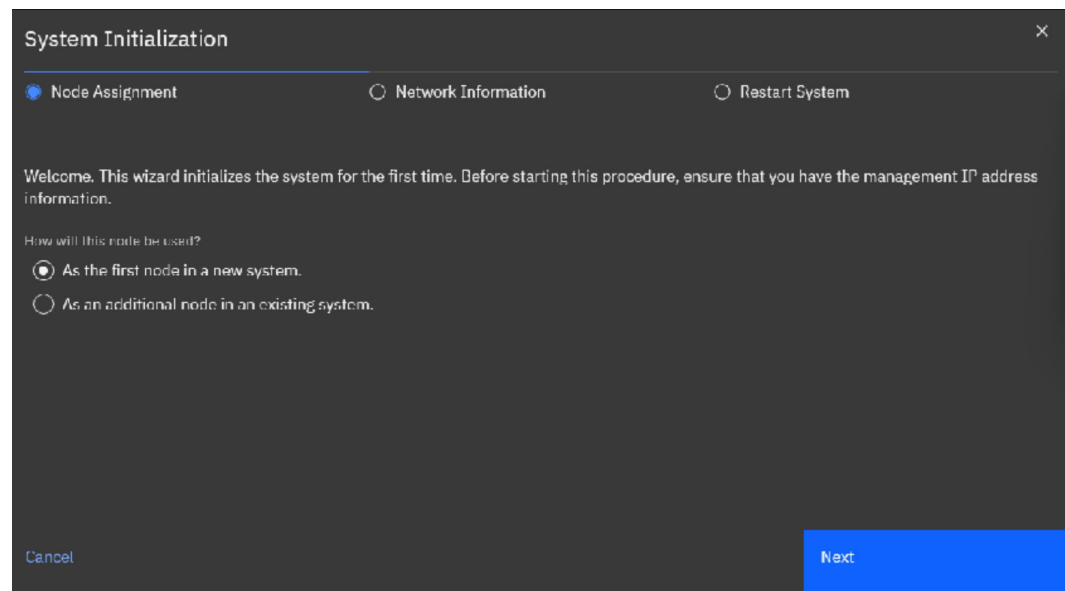 System Initialization
Node Assignment
Network Information
Restart System
Welcome. This wizard initializes the system for the first time. Before starting this procedure, ensure that you have the management IP address
information.
How will this node be used?
As the first node in a new system.
As an additional node in an existing system.
Cancel
Next